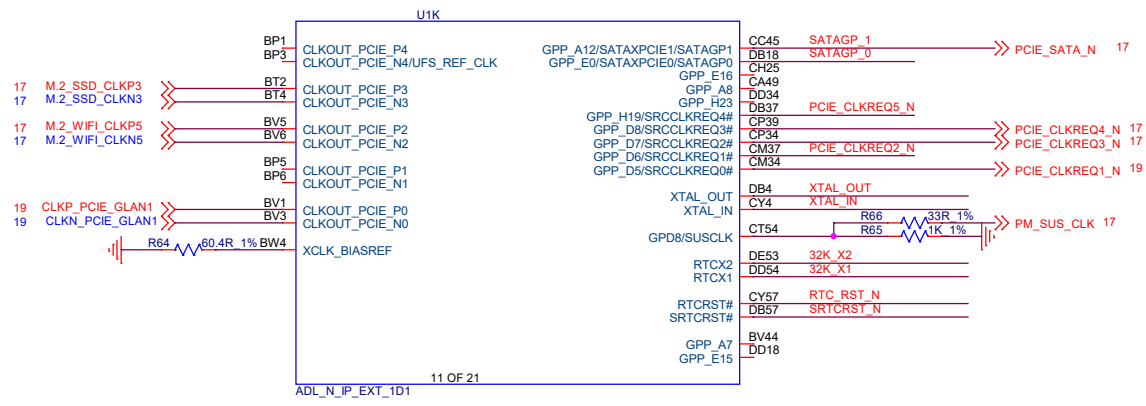 U1K
BP1 CLKOUT_PCIE_P4 GPP_A12/SATAXPCIE1/SATAGP1 CC45 SATAGP_1 PCIE_SATA_N 17
BP3 CLKOUT_PCIE_N4/UFS_REF_CLK GPP_E0/SATAXPCIE0/SATAGP0 DB18 SATAGP_0
GPP_E16 CH25
17 M.2_SSD_CLKP3 BT2 CLKOUT_PCIE_P3 GPP_A8 CA49
17 M.2_SSD_CLKN3 BT4 CLKOUT_PCIE_N3 GPP_H23 DD34
GPP_H19/SRCCLKREQ4# DB37 PCIE_CLKREQ5_N
17 M.2_WIFI_CLKP5 BV5 CLKOUT_PCIE_P2 GPP_D8/SRCCLKREQ3# CP39 PCIE_CLKREQ4_N 17
17 M.2_WIFI_CLKN5 BV6 CLKOUT_PCIE_N2 GPP_D7/SRCCLKREQ2# CP34 PCIE_CLKREQ3_N 17
GPP_D6/SRCCLKREQ1# CM37 PCIE_CLKREQ2_N
BP5 CLKOUT_PCIE_P1 GPP_D5/SRCCLKREQ0# CM34 PCIE_CLKREQ1_N 19
BP6 CLKOUT_PCIE_N1
XTAL_OUT DB4 XTAL_OUT
19 CLKP_PCIE_GLAN1 BV1 CLKOUT_PCIE_P0 XTAL_IN CY4 XTAL_IN
19 CLKN_PCIE_GLAN1 BV3 CLKOUT_PCIE_N0 R66 33R_1% PM_SUS_CLK 17
GPD8/SUSCLK CT54 R65 1K_1%
R64 60.4R_1% BW4 XCLK_BIASREF
RTCX2 DE53 32K_X2
RTCX1 DD54 32K_X1
RTCRST# CY57 RTC_RST_N
SRTCRST# DB57 SRTCRST_N
GPP_A7 BV44
GPP_E15 DD18
11 OF 21
ADL_N_IP_EXT_1D1